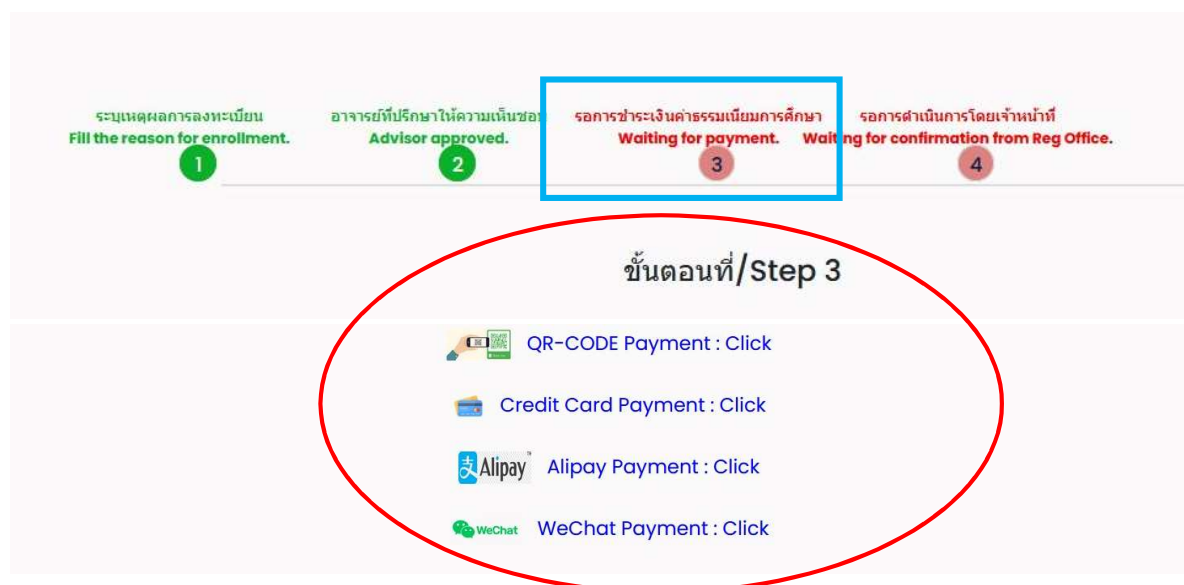 ระบุเหตุผลการลงทะเบียน
Fill the reason for enrollment.
1
อาจารย์ที่ปรึกษาให้ความเห็นชอบ
Advisor approved.
2
รอการชำระเงินค่าธรรมเนียมการศึกษา
Waiting for payment.
3
รอการดำเนินการโดยเจ้าหน้าที่
Waiting for confirmation from Reg Office.
4
ขั้นตอนที่/Step 3
QR-CODE Payment : Click
Credit Card Payment : Click
支 Alipay Alipay Payment : Click
WeChat WeChat Payment : Click